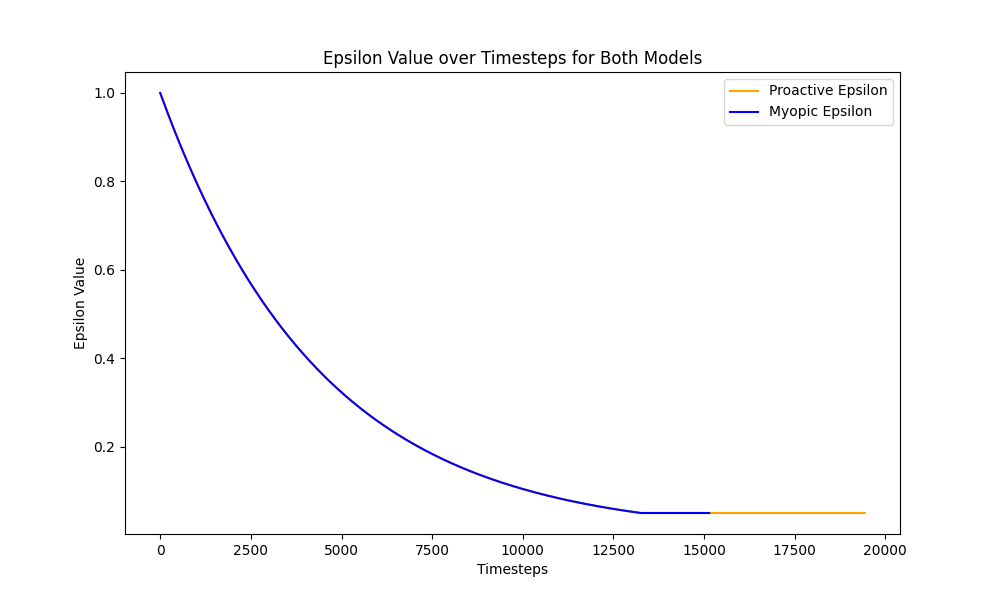 Epsilon Value over Timesteps for Both Models
Proactive Epsilon
Myopic Epsilon
Epsilon Value
1.0
0.8
0.6
0.4
0.2
0 2500 5000 7500 10000 12500 15000 17500 20000
Timesteps